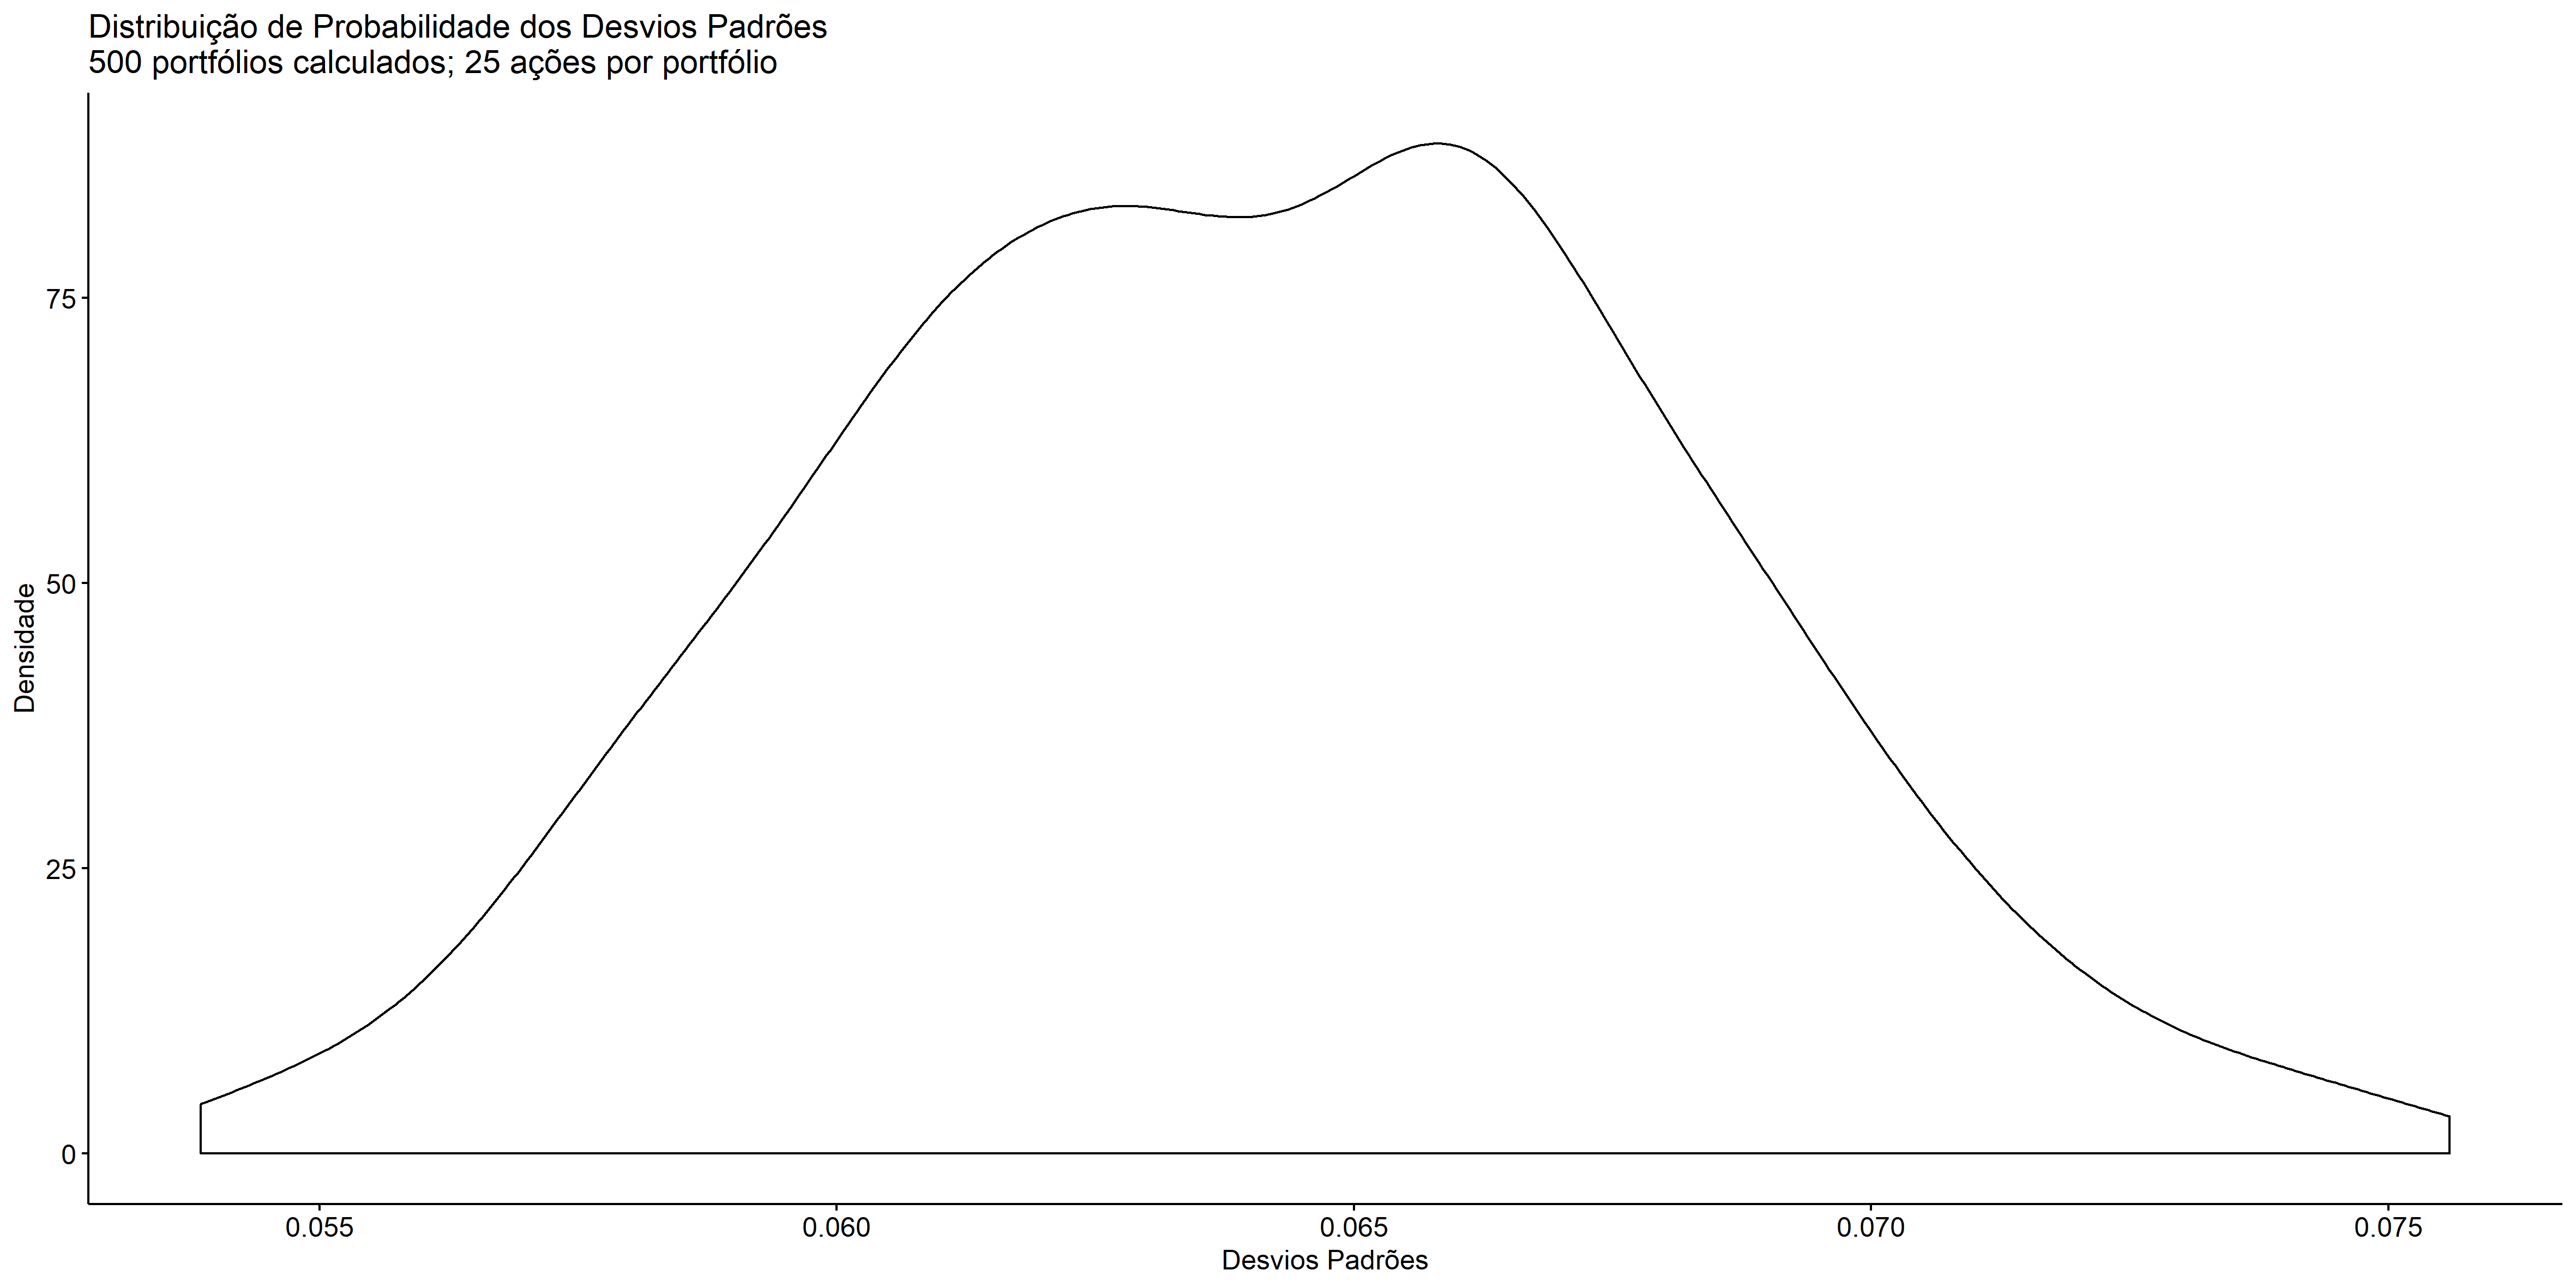 Distribuição de Probabilidade dos Desvios Padrões
500 portfólios calculados; 25 ações por portfólio
75
50
25
0
Densidade
0.055
0.060
0.065
0.070
0.075
Desvios Padrões